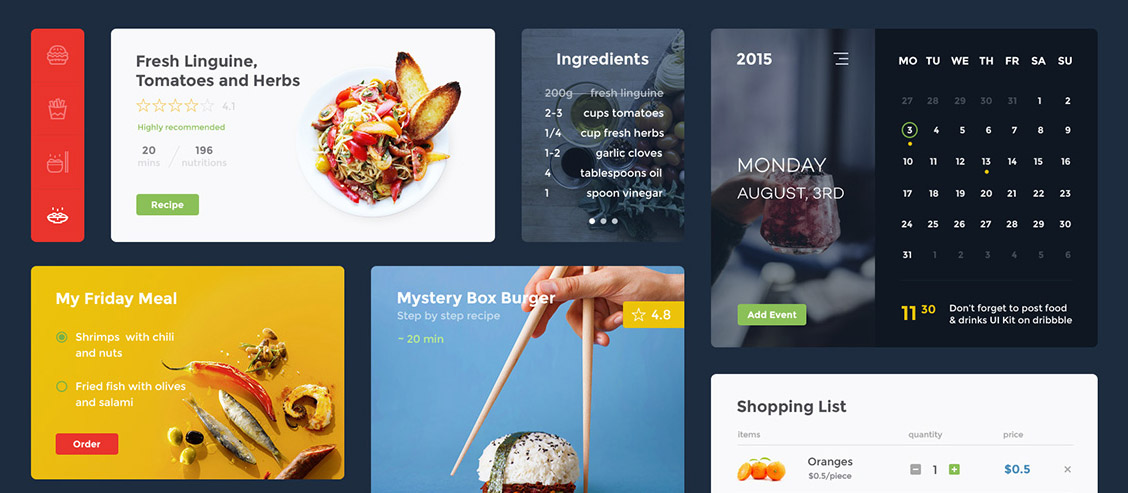 Fresh Linguine,
Tomatoes and Herbs
4.1
Highly recommended
20 196
mins nutritions
Recipe
Ingredients
200g fresh linguine
2-3 cups tomatoes
1/4 cup fresh herbs
1-2 garlic cloves
4 tablespoons oil
1 spoon vinegar
2015
MONDAY
AUGUST, 3RD
Add Event
MO TU WE TH FR SA SU
27 28 29 30 31 1 2
3 4 5 6 7 8 9
10 11 12 13 14 15 16
17 18 19 20 21 22 23
24 25 26 27 28 29 30
31 1 2 3 4 5 6
11 30
Don't forget to post food
& drinks UI Kit on dribbble
My Friday Meal
Shrimps with chili
and nuts
Fried fish with olives
and salami
Order
Mystery Box Burger
Step by step recipe
~ 20 min
4.8
Shopping List
items quantity price
Oranges
$0.5/piece
1 $0.5